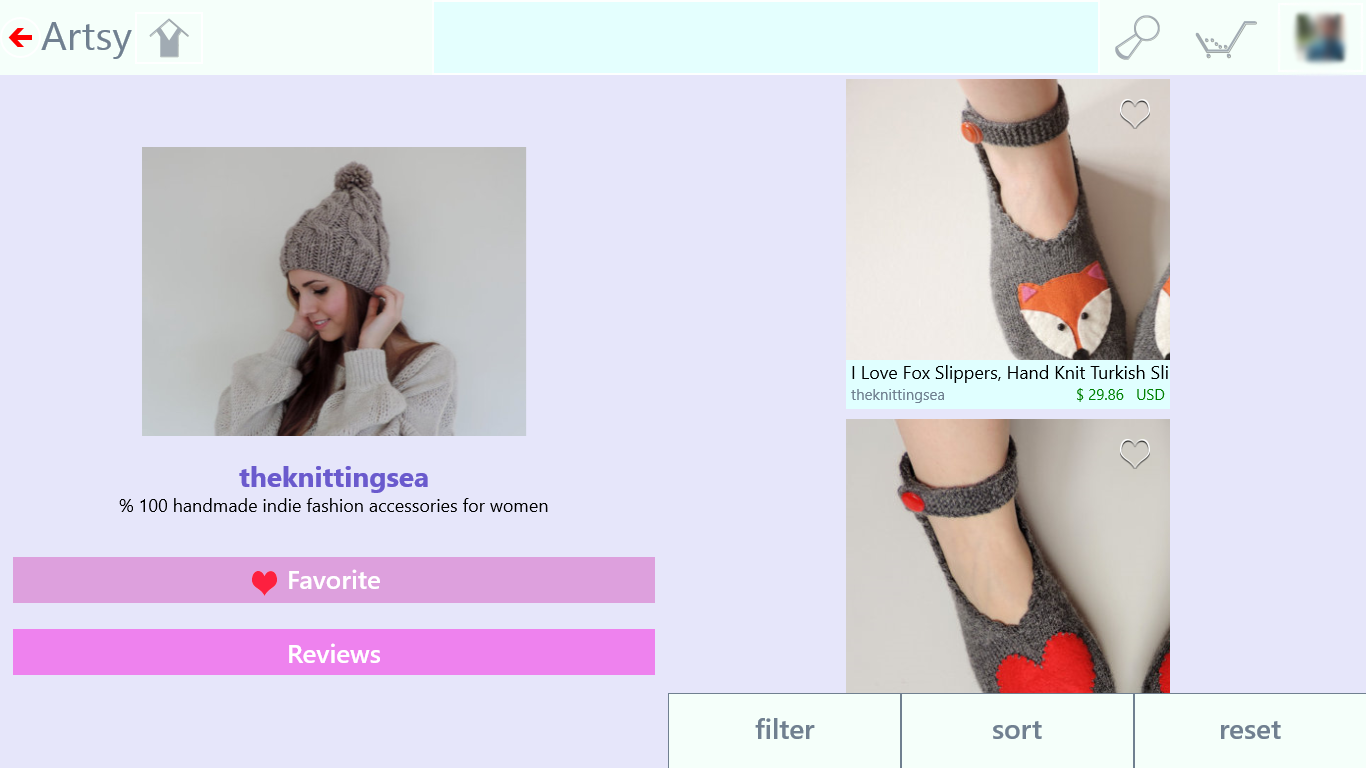 Artsy
theknittingsea
% 100 handmade indie fashion accessories for women
Favorite
Reviews
I Love Fox Slippers, Hand Knit Turkish Sli
theknittingsea $ 29.86 USD
filter sort reset